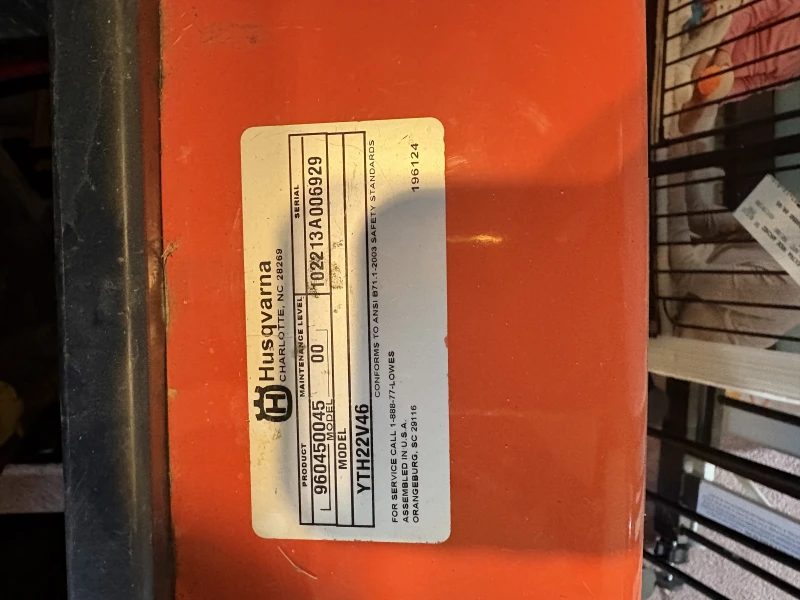 H Husqvarna
CHARLOTTE, NC 28269
PRODUCT MAINTENANCE LEVEL SERIAL
960450045 00 102213A006929
MODEL
MODEL
YTH22V46
CONFORMS TO ANSI B71.1-2003 SAFETY STANDARDS
FOR SERVICE CALL 1-888-77-LOWES
ASSEMBLED IN U.S.A.
ORANGEBURG, SC 29116
196124